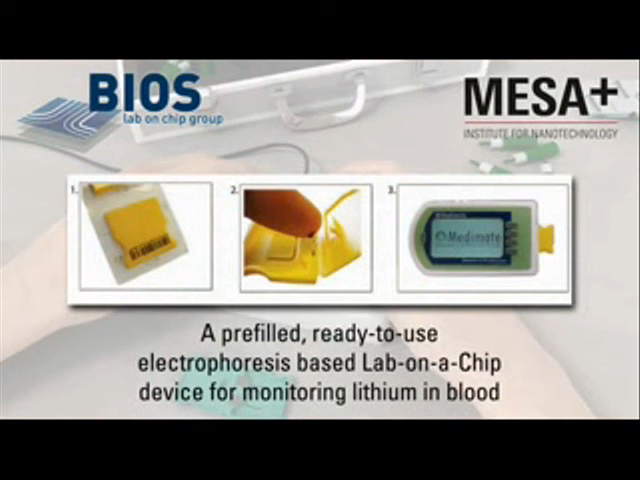 BIOS
lab on chip group
MESA+
INSTITUTE FOR NANOTECHNOLOGY
1.
2.
3.
Medimate
A prefilled, ready-to-use
electrophoresis based Lab-on-a-Chip
device for monitoring lithium in blood